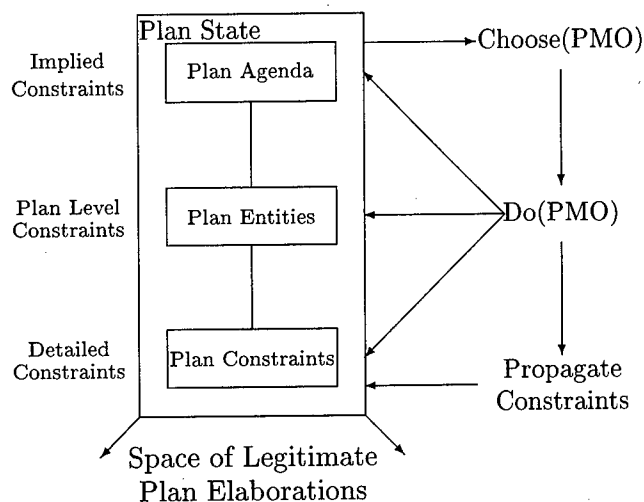 Plan State
Choose(PMO)
Implied
Constraints
Plan Agenda
Plan Level
Constraints
Plan Entities
Do(PMO)
Detailed
Constraints
Plan Constraints
Propagate
Constraints
Space of Legitimate
Plan Elaborations